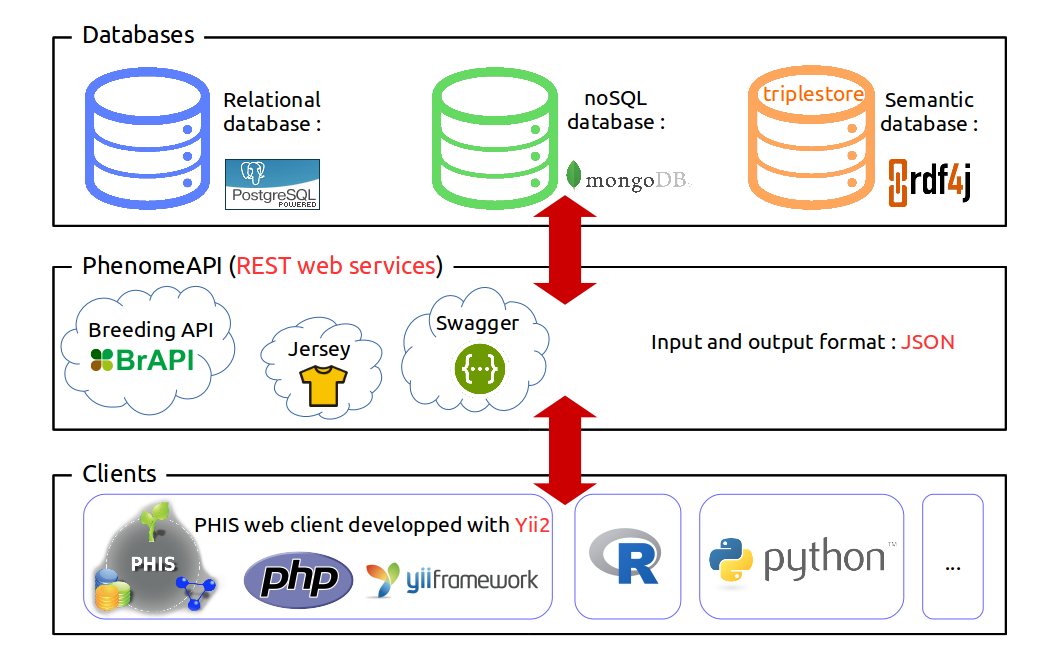 Databases
Relational
database :
PostgreSQL
POWERED
noSQL
database :
mongoDB
triplestore
Semantic
database :
rdf4j
PhenomeAPI (REST web services)
Breeding API
BrAPI
Jersey
Swagger
{...}
Input and output format : JSON
Clients
PHIS web client developped with Yii2
PHIS
php
yiiframework
R
python™
...